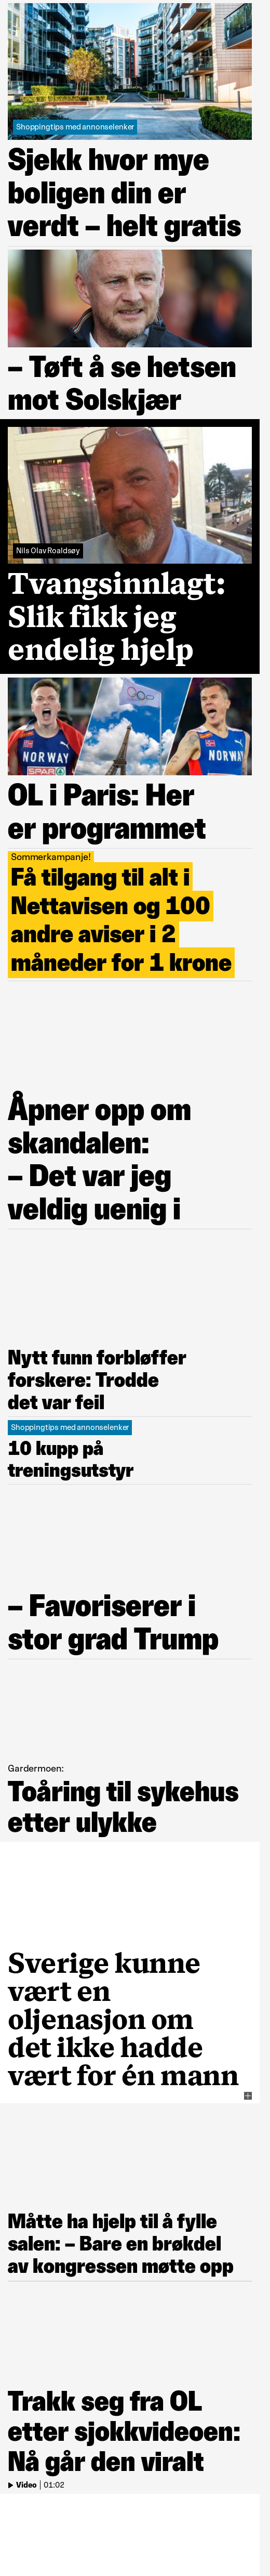 Shoppingtips med annonselenker
Sjekk hvor mye
boligen din er
verdt – helt gratis
– Tøft å se hetsen
mot Solskjær
Nils Olav Roaldsøy
Tvangsinnlagt:
Slik fikk jeg
endelig hjelp
NORWAY
SPAR
NORWAY
OL i Paris: Her
er programmet
Sommerkampanje!
Få tilgang til alt i
Nettavisen og 100
andre aviser i 2
måneder for 1 krone
Åpner opp om
skandalen:
– Det var jeg
veldig uenig i
Nytt funn forbløffer
forskere: Trodde
det var feil
Shoppingtips med annonselenker
10 kupp på
treningsutstyr
– Favoriserer i
stor grad Trump
Gardermoen:
Toåring til sykehus
etter ulykke
Sverige kunne
vært en
oljenasjon om
det ikke hadde
vært for én mann
Måtte ha hjelp til å fylle
salen: – Bare en brøkdel
av kongressen møtte opp
Trakk seg fra OL
etter sjokkvideoen:
Nå går den viralt
Video | 01:02